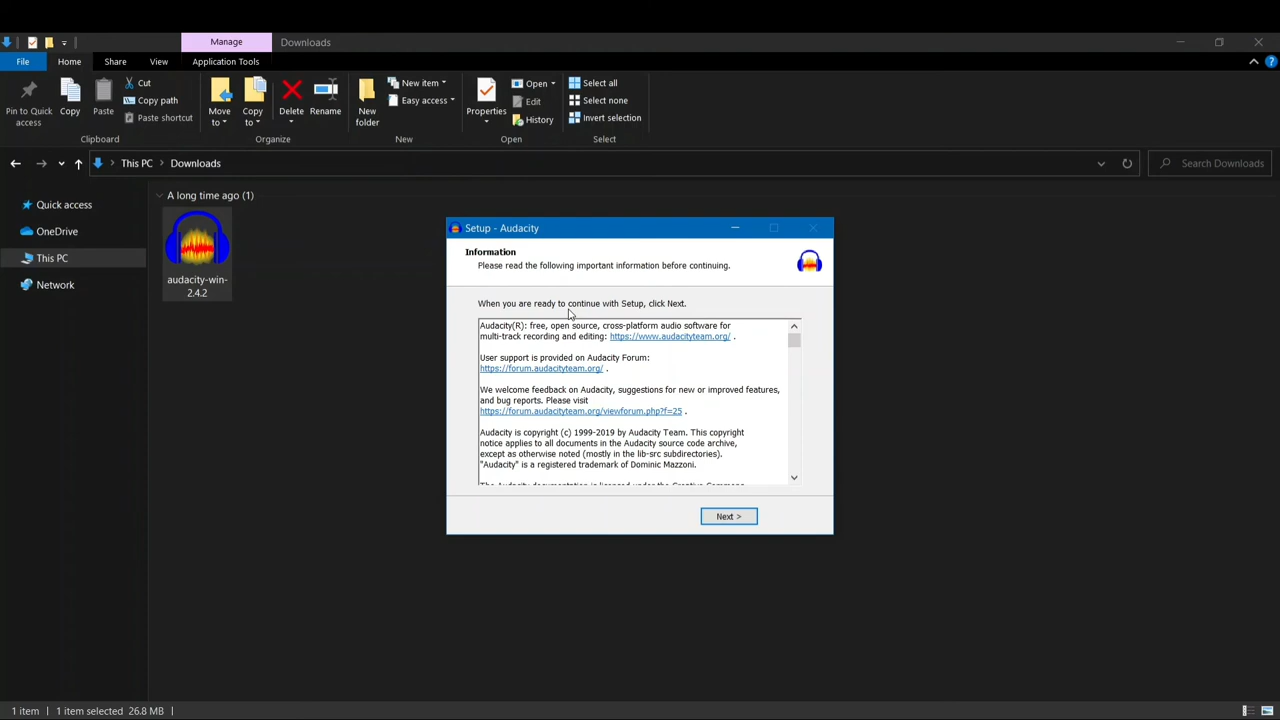 Manage
Downloads
File
Home
Share
View
Application Tools
Pin to Quick
access
Copy
Paste
Cut
Copy path
Paste shortcut
Clipboard
Move
to
Copy
to
Delete
Rename
Organize
New
folder
New item
Easy access
New
Properties
Open
Edit
History
Open
Select all
Select none
Invert selection
Select
This PC
Downloads
Search Downloads
Quick access
OneDrive
This PC
Network
A long time ago (1)
audacity-win-
2.4.2
Setup - Audacity
Information
Please read the following important information before continuing.
When you are ready to continue with Setup, click Next.
Audacity(R): free, open source, cross-platform audio software for
multi-track recording and editing: https://www.audacityteam.org/ .
User support is provided on Audacity Forum:
https://forum.audacityteam.org/ .
We welcome feedback on Audacity, suggestions for new or improved features,
and bug reports. Please visit
https://forum.audacityteam.org/viewforum.php?f=25 .
Audacity is copyright (c) 1999-2019 by Audacity Team. This copyright
notice applies to all documents in the Audacity source code archive,
except as otherwise noted (mostly in the lib-src subdirectories).
"Audacity" is a registered trademark of Dominic Mazzoni.
The Audacity documentation is licensed under the Creative Commons
Next >
1 item
1 item selected 26.8 MB